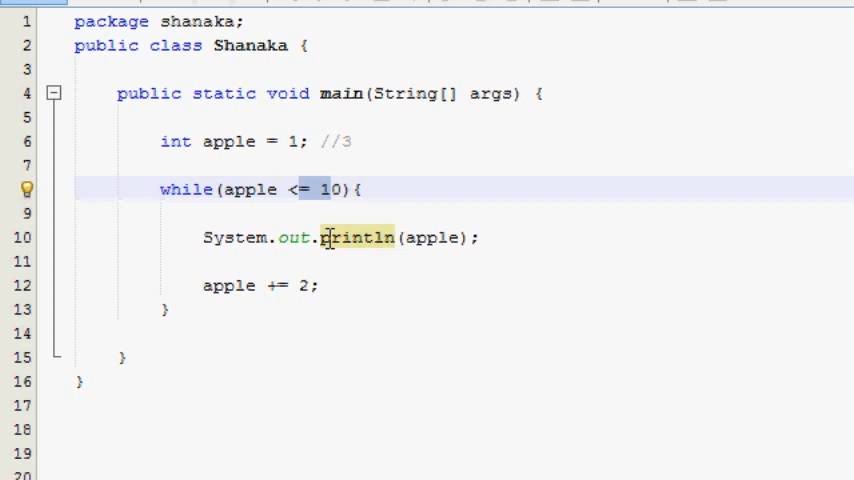 1 package shanaka;
2 public class Shanaka {
3
4 public static void main(String[] args) {
5
6 int apple = 1; //3
7
while(apple <= 10){
9
10 System.out.println(apple);
11
12 apple += 2;
13 }
14
15 }
16 }
17
18
19
20